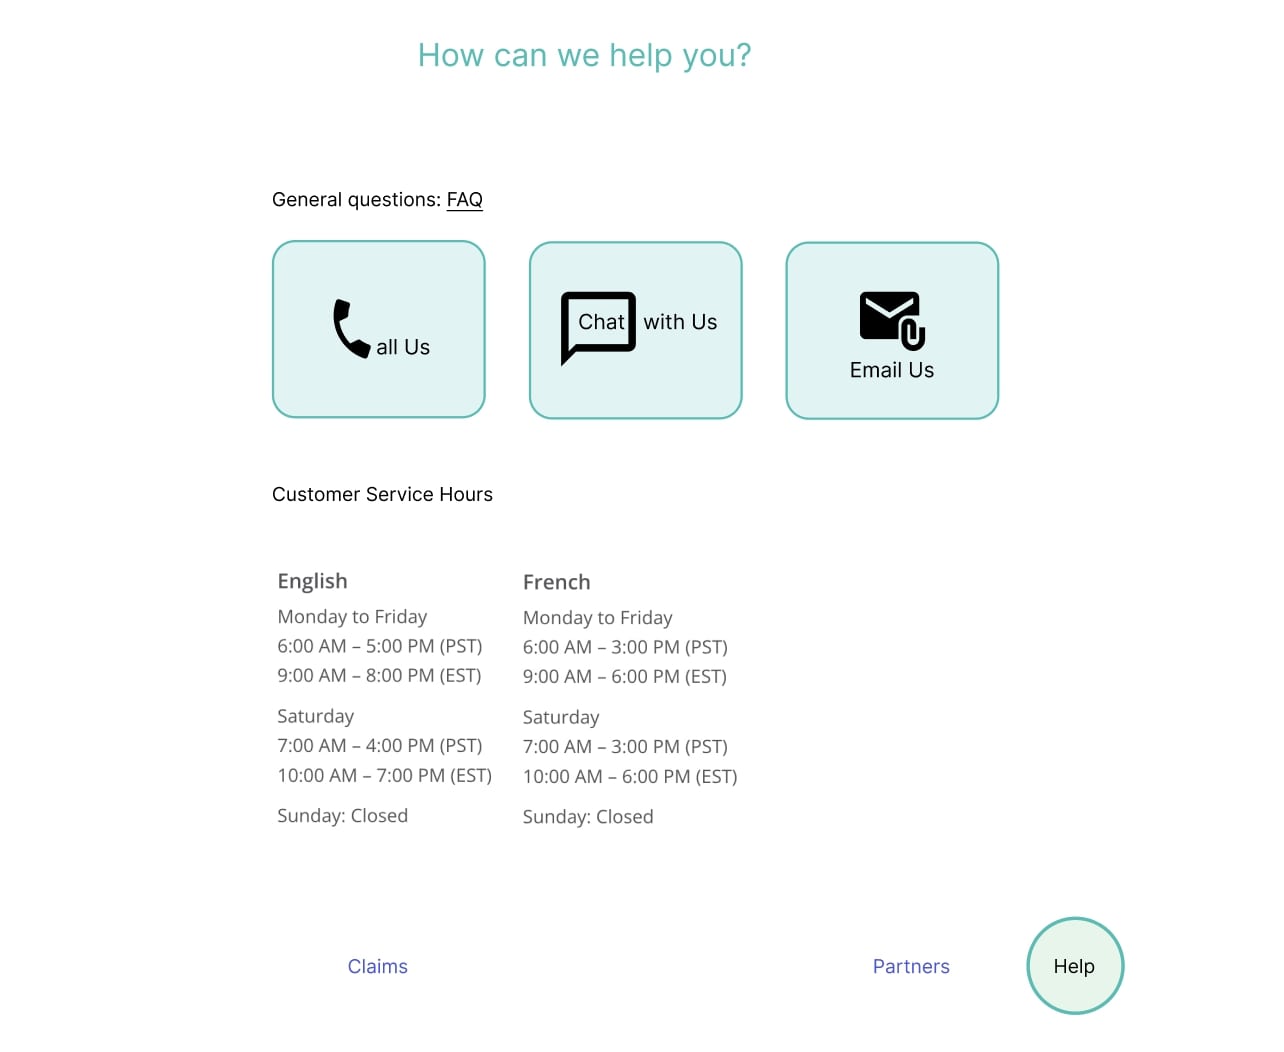 How can we help you?
General questions: FAQ
all Us
Chat with Us
Email Us
Customer Service Hours
English
Monday to Friday
6:00 AM – 5:00 PM (PST)
9:00 AM – 8:00 PM (EST)
Saturday
7:00 AM – 4:00 PM (PST)
10:00 AM – 7:00 PM (EST)
Sunday: Closed
French
Monday to Friday
6:00 AM – 3:00 PM (PST)
9:00 AM – 6:00 PM (EST)
Saturday
7:00 AM – 3:00 PM (PST)
10:00 AM – 6:00 PM (EST)
Sunday: Closed
Claims
Partners
Help